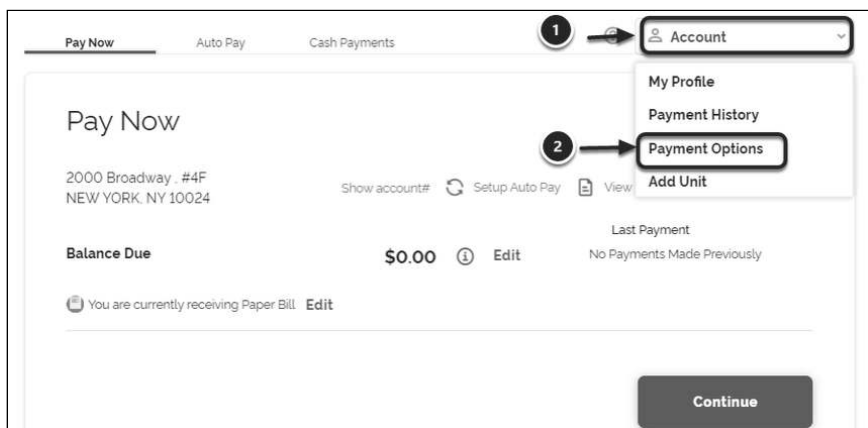 Pay Now
Auto Pay
Cash Payments
1
Account
My Profile
Payment History
2
Payment Options
Add Unit
Pay Now
2000 Broadway , #4F
NEW YORK, NY 10024
Show account#
Setup Auto Pay
View
Last Payment
Balance Due
$0.00
Edit
No Payments Made Previously
You are currently receiving Paper Bill Edit
Continue